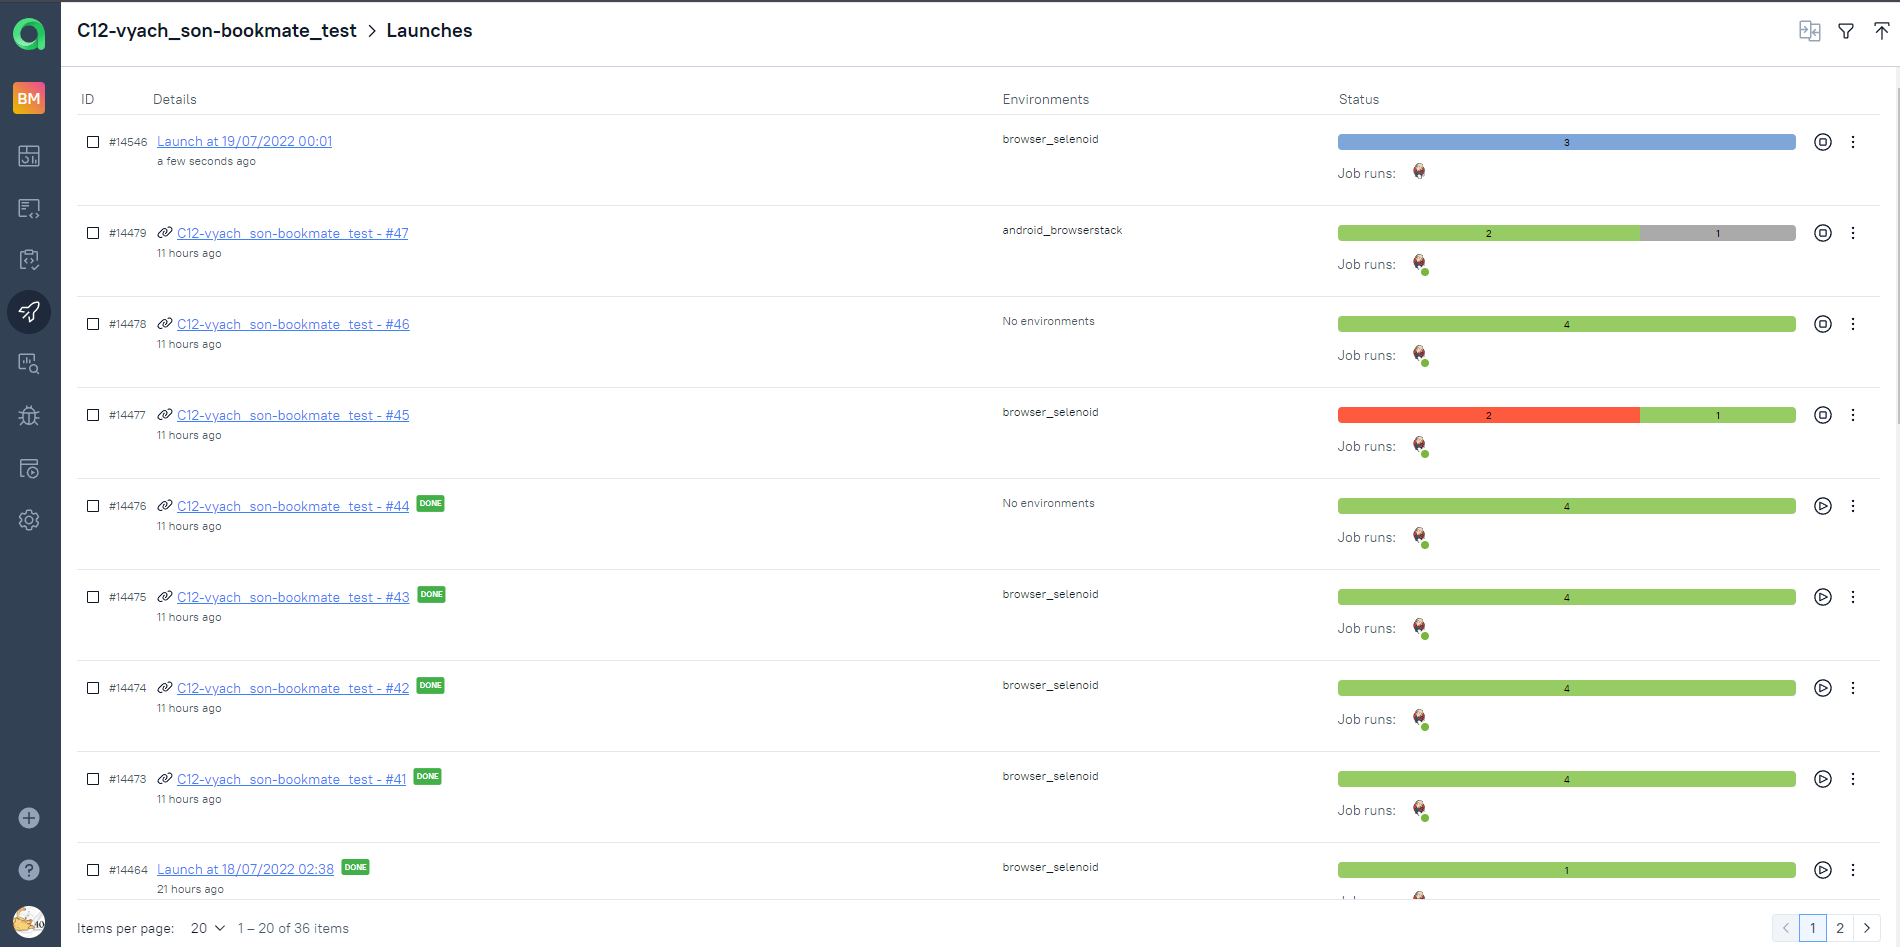 C12-vyach_son-bookmate_test > Launches
BM
ID Details Environments Status
#14546 Launch at 19/07/2022 00:01 browser_selenoid 3
a few seconds ago
Job runs:
#14479 C12-vyach_son-bookmate_test - #47 android_browserstack 2 1
11 hours ago
Job runs:
#14478 C12-vyach_son-bookmate_test - #46 No environments 4
11 hours ago
Job runs:
#14477 C12-vyach_son-bookmate_test - #45 browser_selenoid 2 1
11 hours ago
Job runs:
#14476 C12-vyach_son-bookmate_test - #44 DONE No environments 4
11 hours ago
Job runs:
#14475 C12-vyach_son-bookmate_test - #43 DONE browser_selenoid 4
11 hours ago
Job runs:
#14474 C12-vyach_son-bookmate_test - #42 DONE browser_selenoid 4
11 hours ago
Job runs:
#14473 C12-vyach_son-bookmate_test - #41 DONE browser_selenoid 4
11 hours ago
Job runs:
#14464 Launch at 18/07/2022 02:38 DONE browser_selenoid 1
21 hours ago
Items per page: 20 1 – 20 of 36 items 1 2